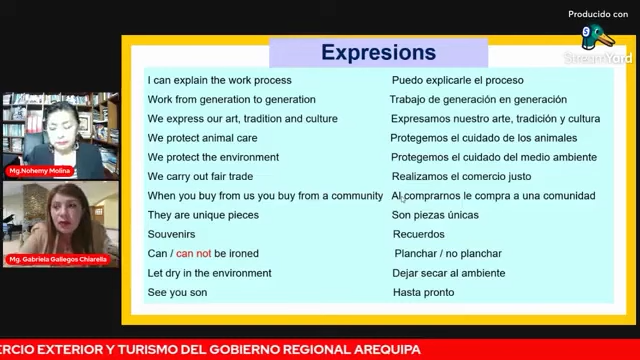 Producido con
StreamYard
Expresions
I can explain the work process Puedo explicarle el proceso
Work from generation to generation Trabajo de generación en generación
We express our art, tradition and culture Expresamos nuestro arte, tradición y cultura
We protect animal care Protegemos el cuidado de los animales
We protect the environment Protegemos el cuidado del medio ambiente
We carry out fair trade Realizamos el comercio justo
When you buy from us you buy from a community Al comprarnos le compra a una comunidad
They are unique pieces Son piezas únicas
Souvenirs Recuerdos
Can / can not be ironed Planchar / no planchar
Let dry in the environment Dejar secar al ambiente
See you son Hasta pronto
Mg.Nohemy Molina
Mg. Gabriela Gallegos Chiarella
ERCIO EXTERIOR Y TURISMO DEL GOBIERNO REGIONAL AREQUIPA